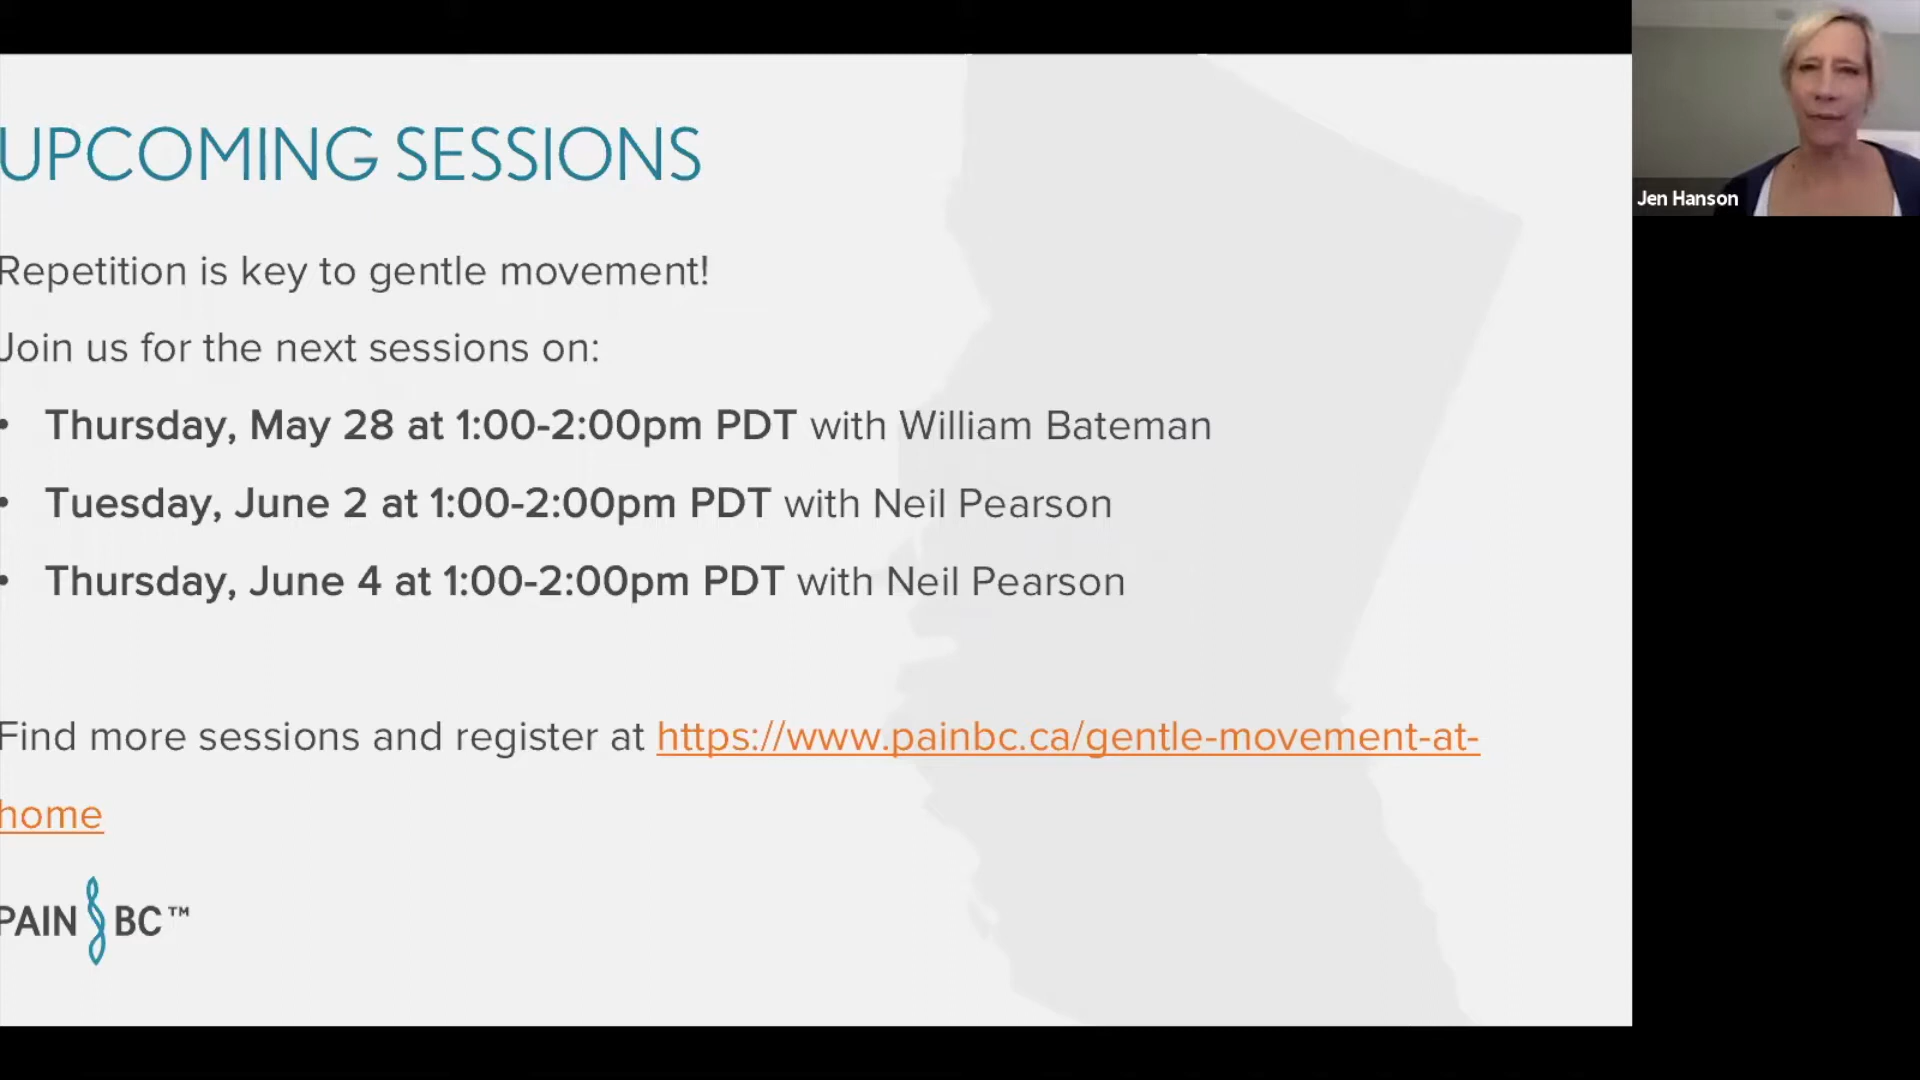 UPCOMING SESSIONS
Repetition is key to gentle movement!
Join us for the next sessions on:
• Thursday, May 28 at 1:00-2:00pm PDT with William Bateman
• Tuesday, June 2 at 1:00-2:00pm PDT with Neil Pearson
• Thursday, June 4 at 1:00-2:00pm PDT with Neil Pearson
Find more sessions and register at https://www.painbc.ca/gentle-movement-at-
home
PAIN BC™
Jen Hanson